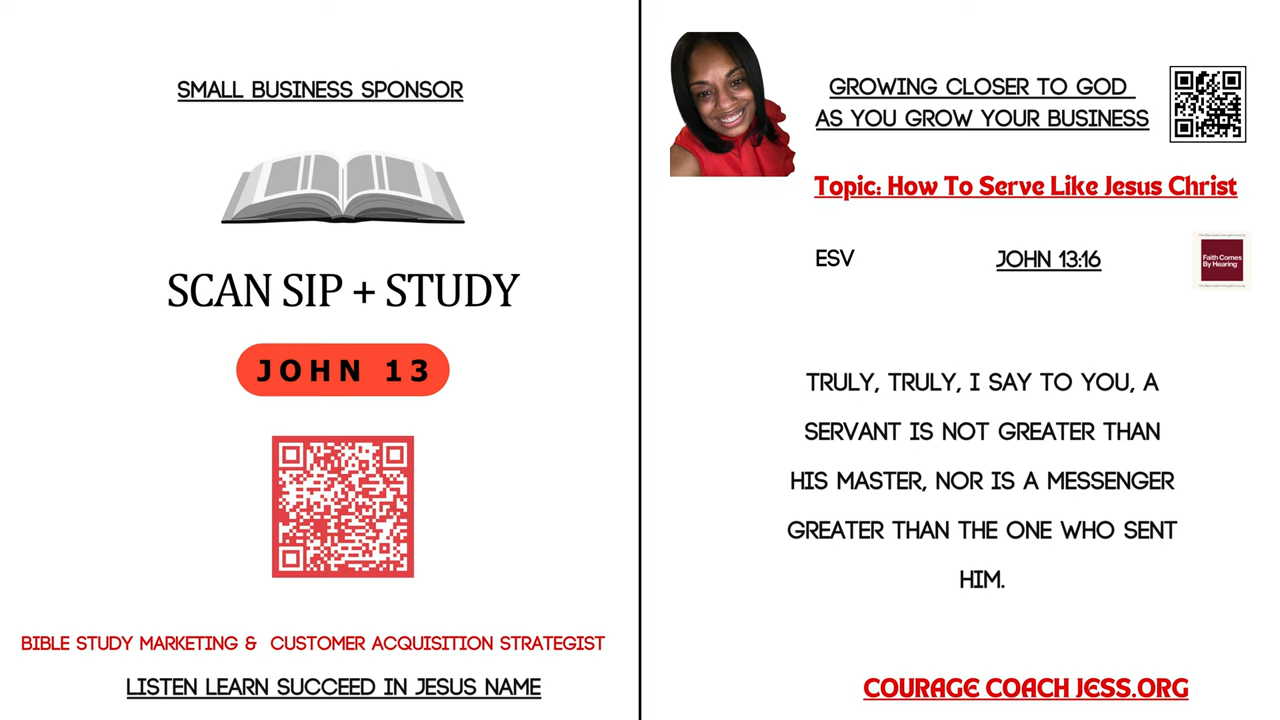 SMALL BUSINESS SPONSOR
SCAN SIP + STUDY
JOHN 13
BIBLE STUDY MARKETING & CUSTOMER ACQUISITION STRATEGIST
LISTEN LEARN SUCCEED IN JESUS NAME
GROWING CLOSER TO GOD
AS YOU GROW YOUR BUSINESS
Topic: How To Serve Like Jesus Christ
ESV
JOHN 13:16
Faith Comes
By Hearing
TRULY, TRULY, I SAY TO YOU, A
SERVANT IS NOT GREATER THAN
HIS MASTER, NOR IS A MESSENGER
GREATER THAN THE ONE WHO SENT
HIM.
COURAGE COACH JESS.ORG